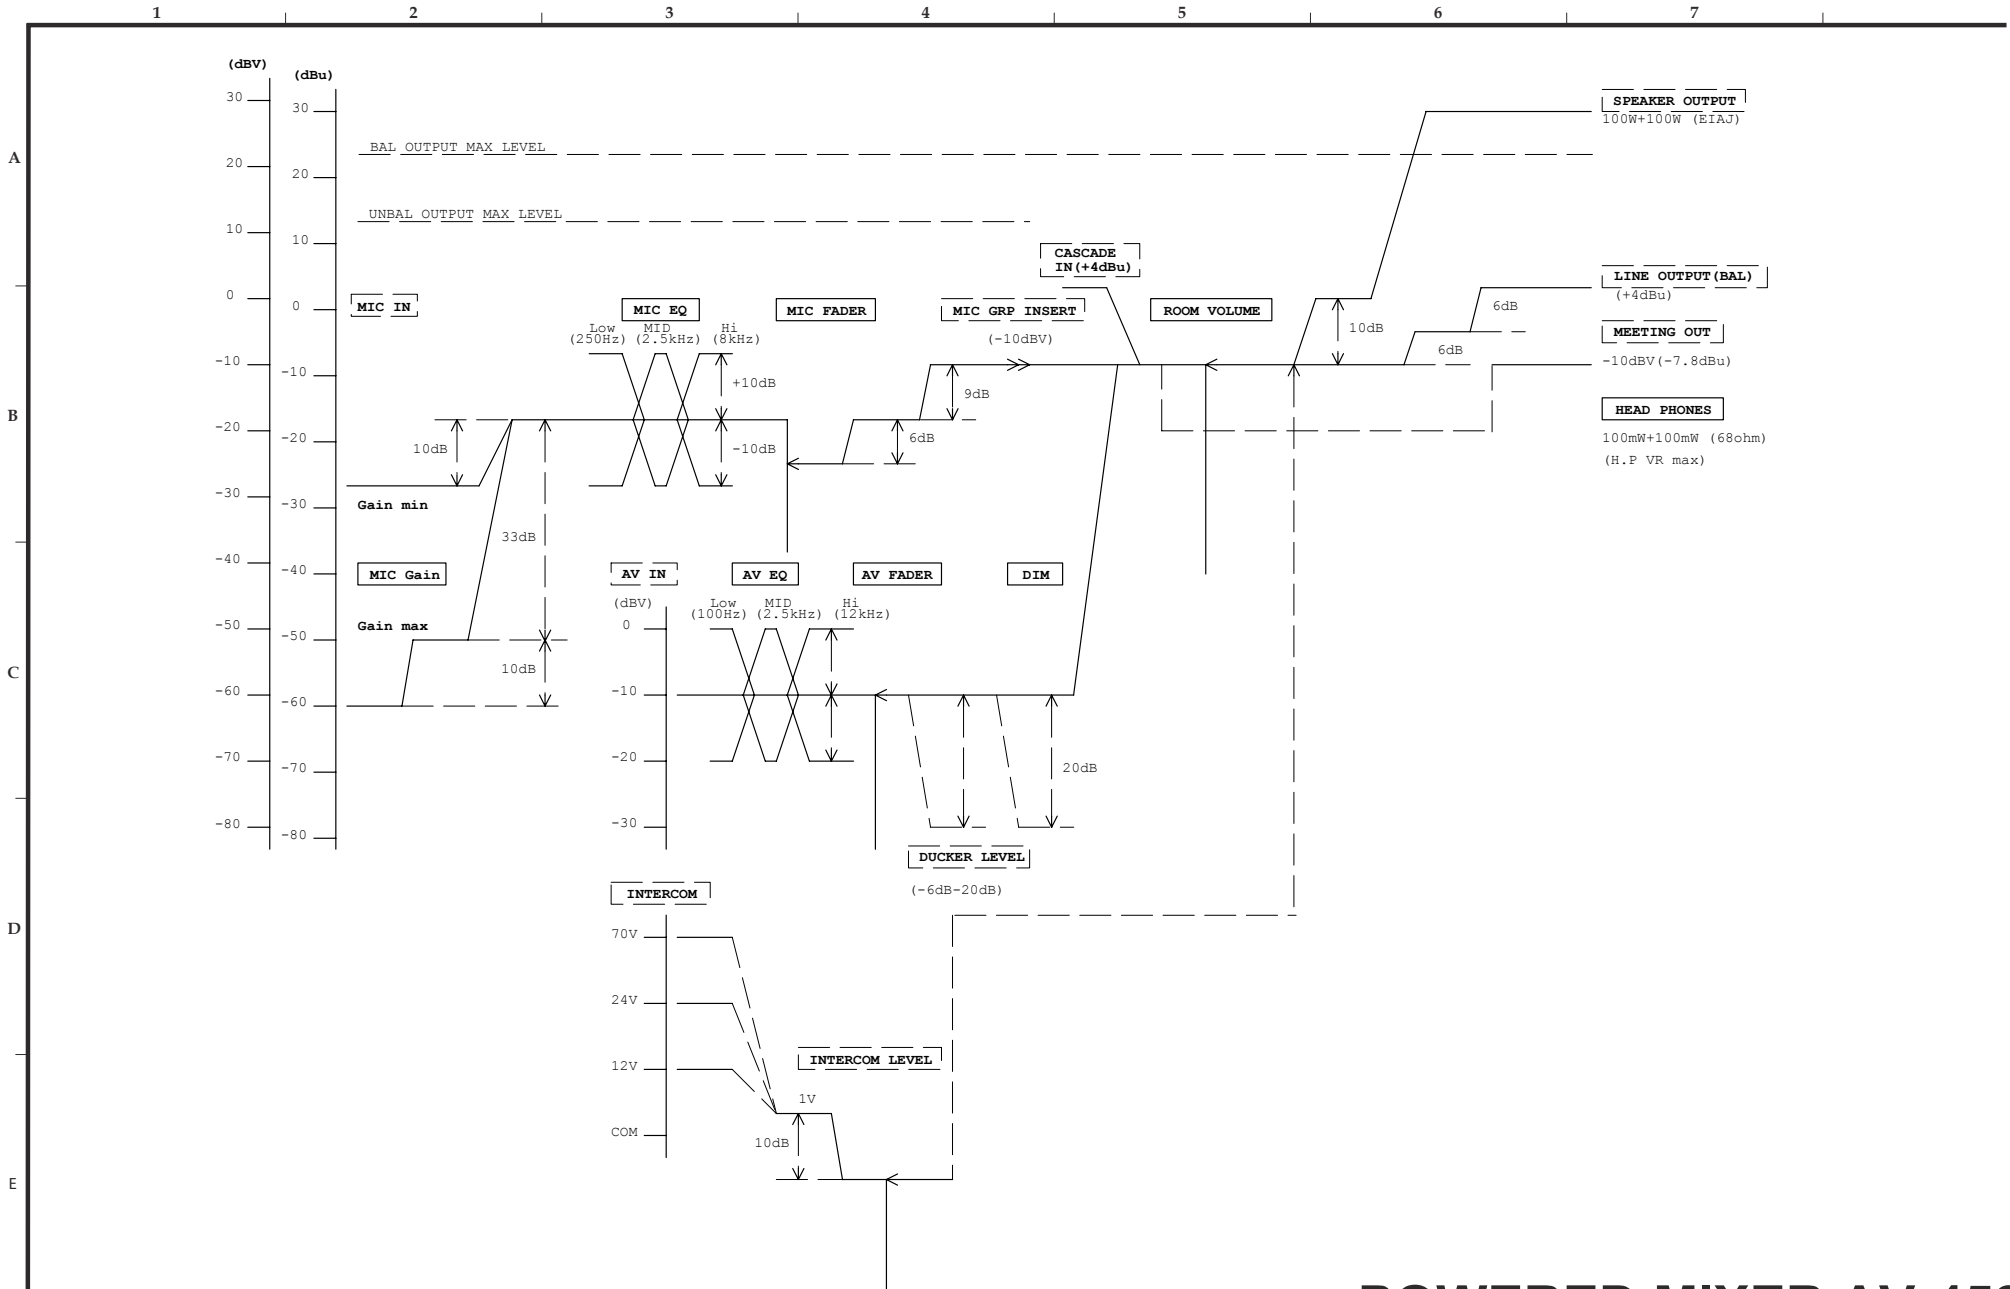 1 2 3 4 5 6 7
(dBV)
(dBu)
30
30
A
BAL OUTPUT MAX LEVEL
20
20
UNBAL OUTPUT MAX LEVEL
10
10
0
0
-10
-10
B
-20
-20
-30
-30
-40
-40
-50
-50
C
-60
-60
-70
-70
-80
-80
D
E
SPEAKER OUTPUT
100W+100W (EIAJ)
CASCADE
IN(+4dBu)
LINE OUTPUT(BAL)
(+4dBu)
MIC IN
MIC EQ
MIC FADER
MIC GRP INSERT
(-10dBV)
ROOM VOLUME
6dB
10dB
6dB
MEETING OUT
-10dBV(-7.8dBu)
Low MID Hi
(250Hz) (2.5kHz) (8kHz)
+10dB
-10dB
9dB
6dB
10dB
HEAD PHONES
100mW+100mW (68ohm)
(H.P VR max)
Gain min
33dB
MIC Gain
Gain max
10dB
AV IN
(dBV)
AV EQ
AV FADER
DIM
Low MID Hi
(100Hz) (2.5kHz) (12kHz)
0
-10
-20
-30
20dB
DUCKER LEVEL
(-6dB-20dB)
INTERCOM
70V
24V
12V
COM
INTERCOM LEVEL
1V
10dB